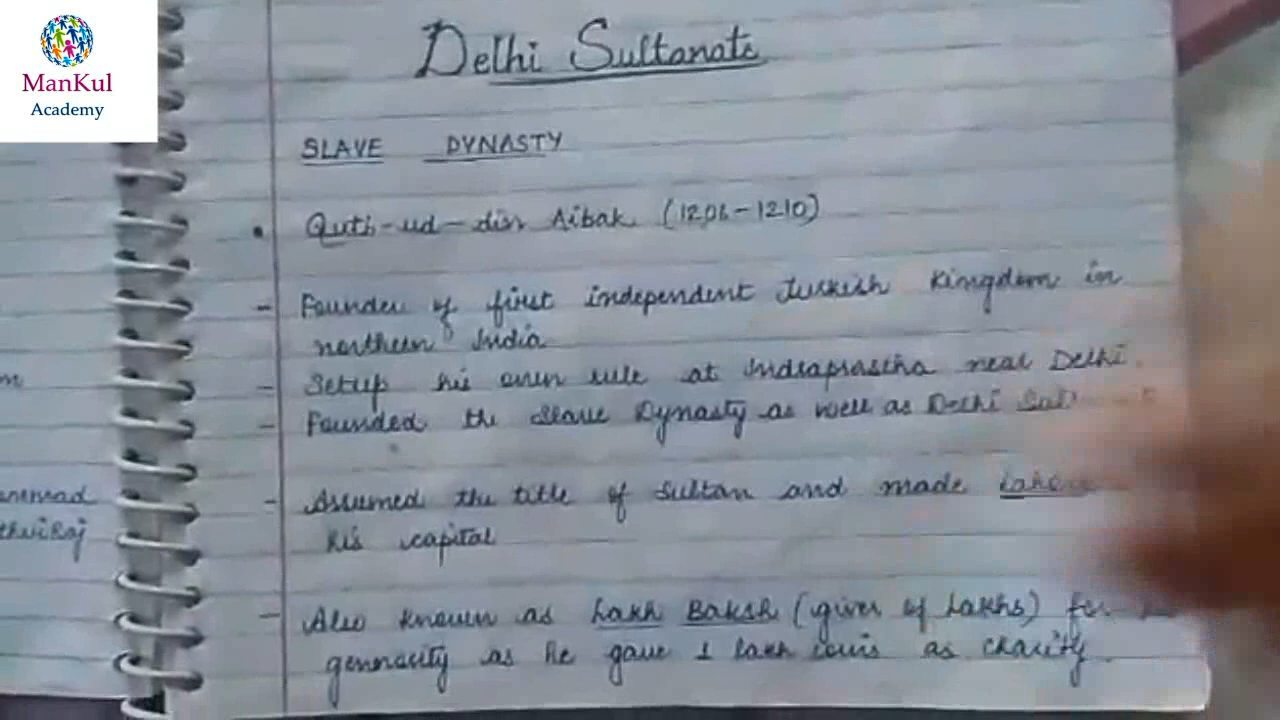 ManKul
Academy
Delhi Sultanate
SLAVE DYNASTY
• Qutb-ud-din Aibak (1206-1210)
- Founder of first independent Turkish Kingdom in
northern India
- Setup his own rule at Indraprastha near Delhi.
- Founded the Slave Dynasty as well as Delhi
- Assumed the title of Sultan and made Lahore
his capital
- Also known as Lakh Baksh (giver of Lakhs) for
generosity as he gave 1 lakh coins as charity.
thviRaj